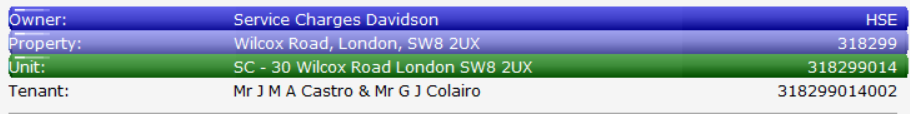 Owner: Service Charges Davidson HSE
Property: Wilcox Road, London, SW8 2UX 318299
Unit: SC - 30 Wilcox Road London SW8 2UX 318299014
Tenant: Mr J M A Castro & Mr G J Colairo 318299014002